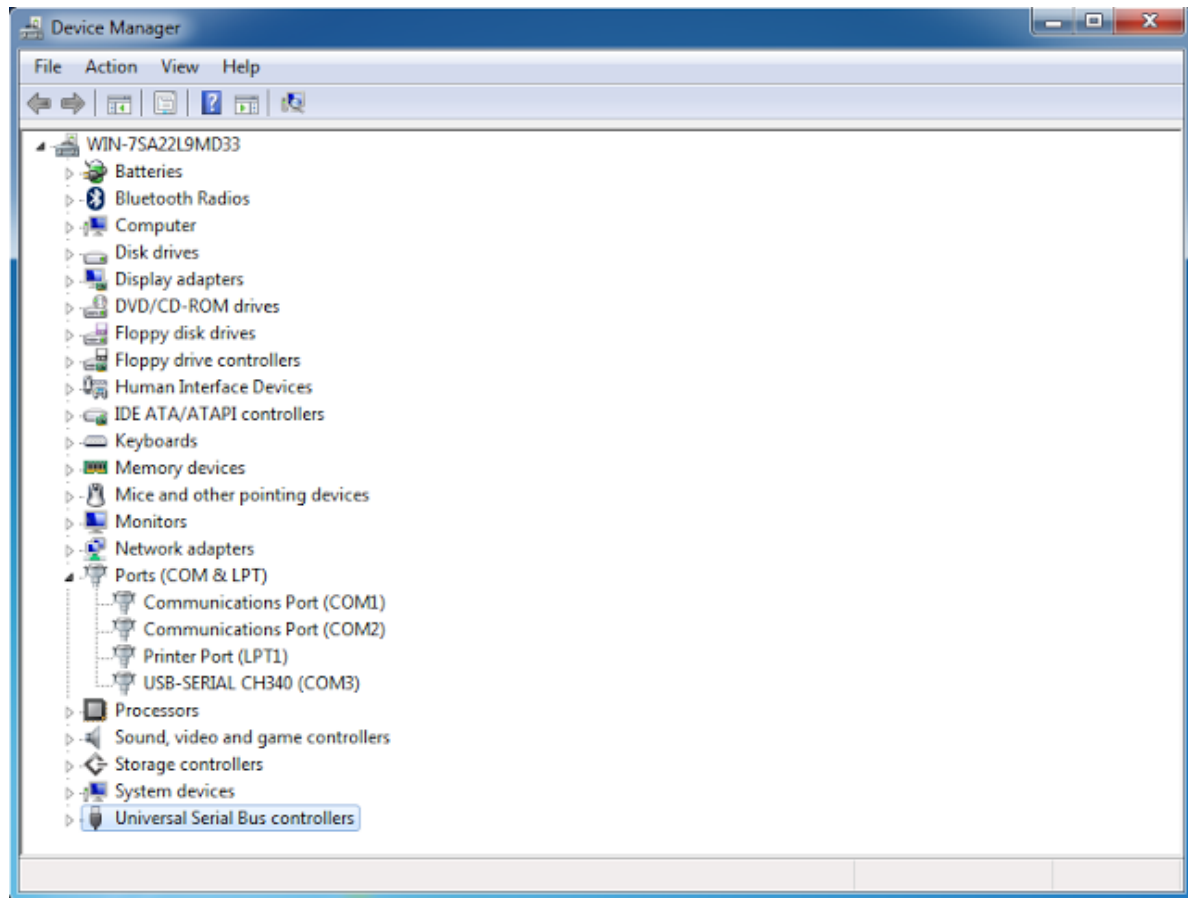 Device Manager
File Action View Help
WIN-7SA22L9MD33
Batteries
Bluetooth Radios
Computer
Disk drives
Display adapters
DVD/CD-ROM drives
Floppy disk drives
Floppy drive controllers
Human Interface Devices
IDE ATA/ATAPI controllers
Keyboards
Memory devices
Mice and other pointing devices
Monitors
Network adapters
Ports (COM & LPT)
Communications Port (COM1)
Communications Port (COM2)
Printer Port (LPT1)
USB-SERIAL CH340 (COM3)
Processors
Sound, video and game controllers
Storage controllers
System devices
Universal Serial Bus controllers